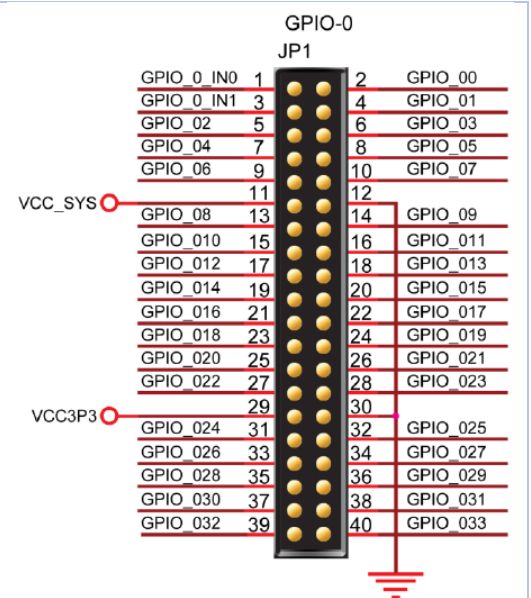 GPIO-0
JP1
GPIO_0_IN0 1 2 GPIO_00
GPIO_0_IN1 3 4 GPIO_01
GPIO_02 5 6 GPIO_03
GPIO_04 7 8 GPIO_05
GPIO_06 9 10 GPIO_07
VCC_SYS 11 12
GPIO_08 13 14 GPIO_09
GPIO_010 15 16 GPIO_011
GPIO_012 17 18 GPIO_013
GPIO_014 19 20 GPIO_015
GPIO_016 21 22 GPIO_017
GPIO_018 23 24 GPIO_019
GPIO_020 25 26 GPIO_021
GPIO_022 27 28 GPIO_023
VCC3P3 29 30
GPIO_024 31 32 GPIO_025
GPIO_026 33 34 GPIO_027
GPIO_028 35 36 GPIO_029
GPIO_030 37 38 GPIO_031
GPIO_032 39 40 GPIO_033